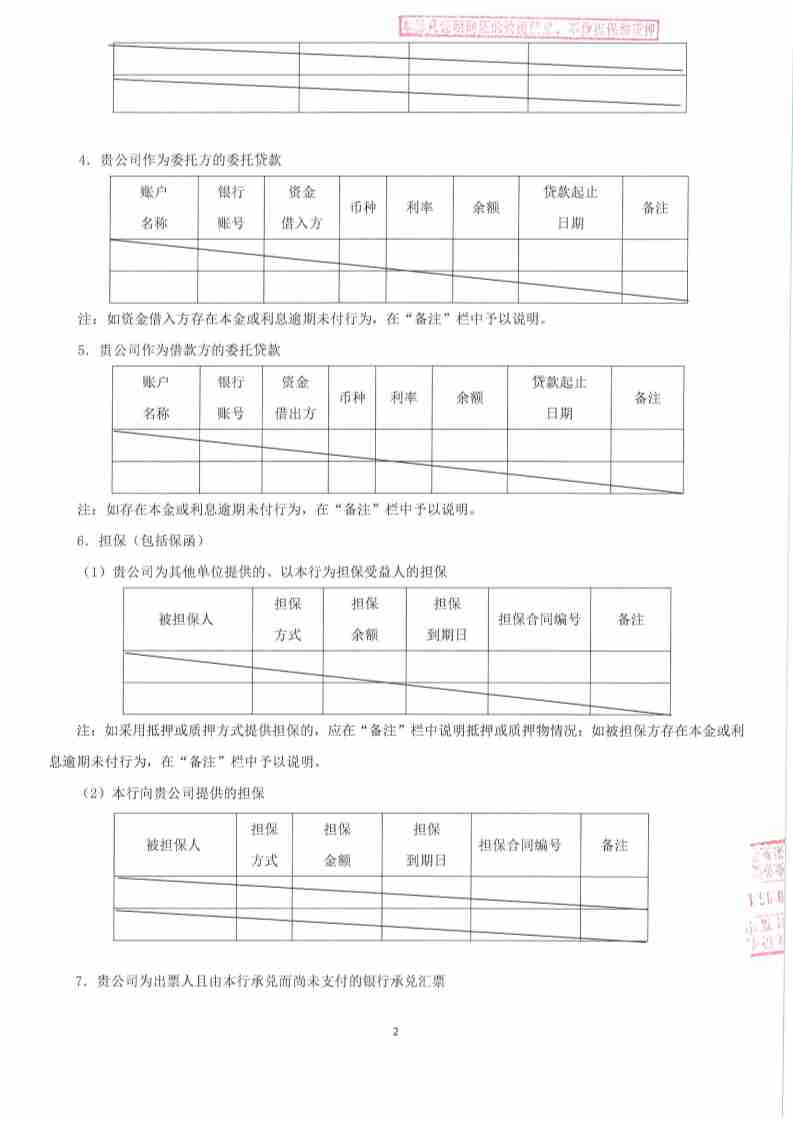 4. 贵公司作为委托方的委托贷款
账户名称 银行账号 资金借入方 币种 利率 余额 贷款起止日期 备注
注：如资金借入方存在本金或利息逾期未付行为，在“备注”栏中予以说明。
5. 贵公司作为借款方的委托贷款
账户名称 银行账号 资金借出方 币种 利率 余额 贷款起止日期 备注
注：如存在本金或利息逾期未付行为，在“备注”栏中予以说明。
6. 担保（包括保函）
（1）贵公司为其他单位提供的、以本行为担保受益人的担保
被担保人 担保方式 担保余额 担保到期日 担保合同编号 备注
注：如采用抵押或质押方式提供担保的，应在“备注”栏中说明抵押或质押物情况；如被担保方存在本金或利
息逾期未付行为，在“备注”栏中予以说明。
（2）本行向贵公司提供的担保
被担保人 担保方式 担保金额 担保到期日 担保合同编号 备注
7. 贵公司为出票人且由本行承兑而尚未支付的银行承兑汇票
2